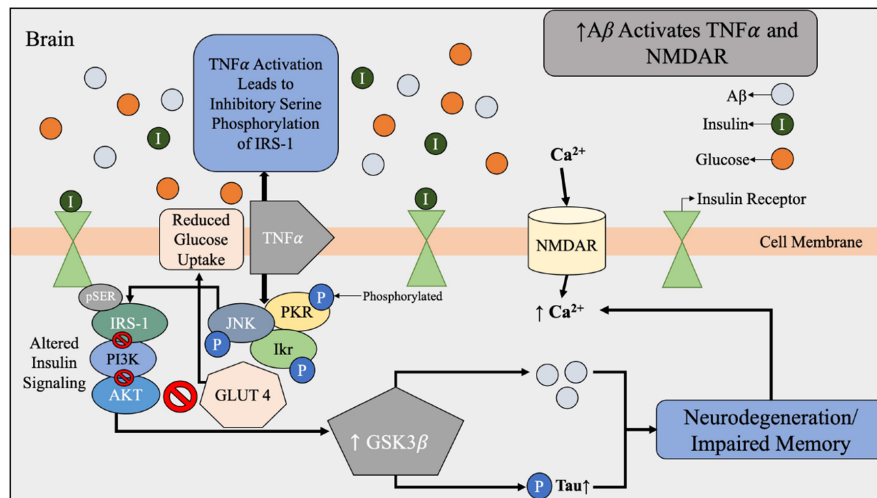 Brain
↑Aβ Activates TNFα and
NMDAR
TNFα Activation
Leads to
Inhibitory Serine
Phosphorylation
of IRS-1
Aβ
Insulin
I
Glucose
I
I
I
I
Ca²⁺
Insulin Receptor
Reduced
Glucose
Uptake
TNFα
NMDAR
Cell Membrane
pSER
IRS-1
PI3K
AKT
Altered
Insulin
Signaling
JNK
P
PKR
P
Phosphorylated
Ikr
P
GLUT 4
↑ Ca²⁺
↑ GSK3β
P
Tau↑
Neurodegeneration/
Impaired Memory